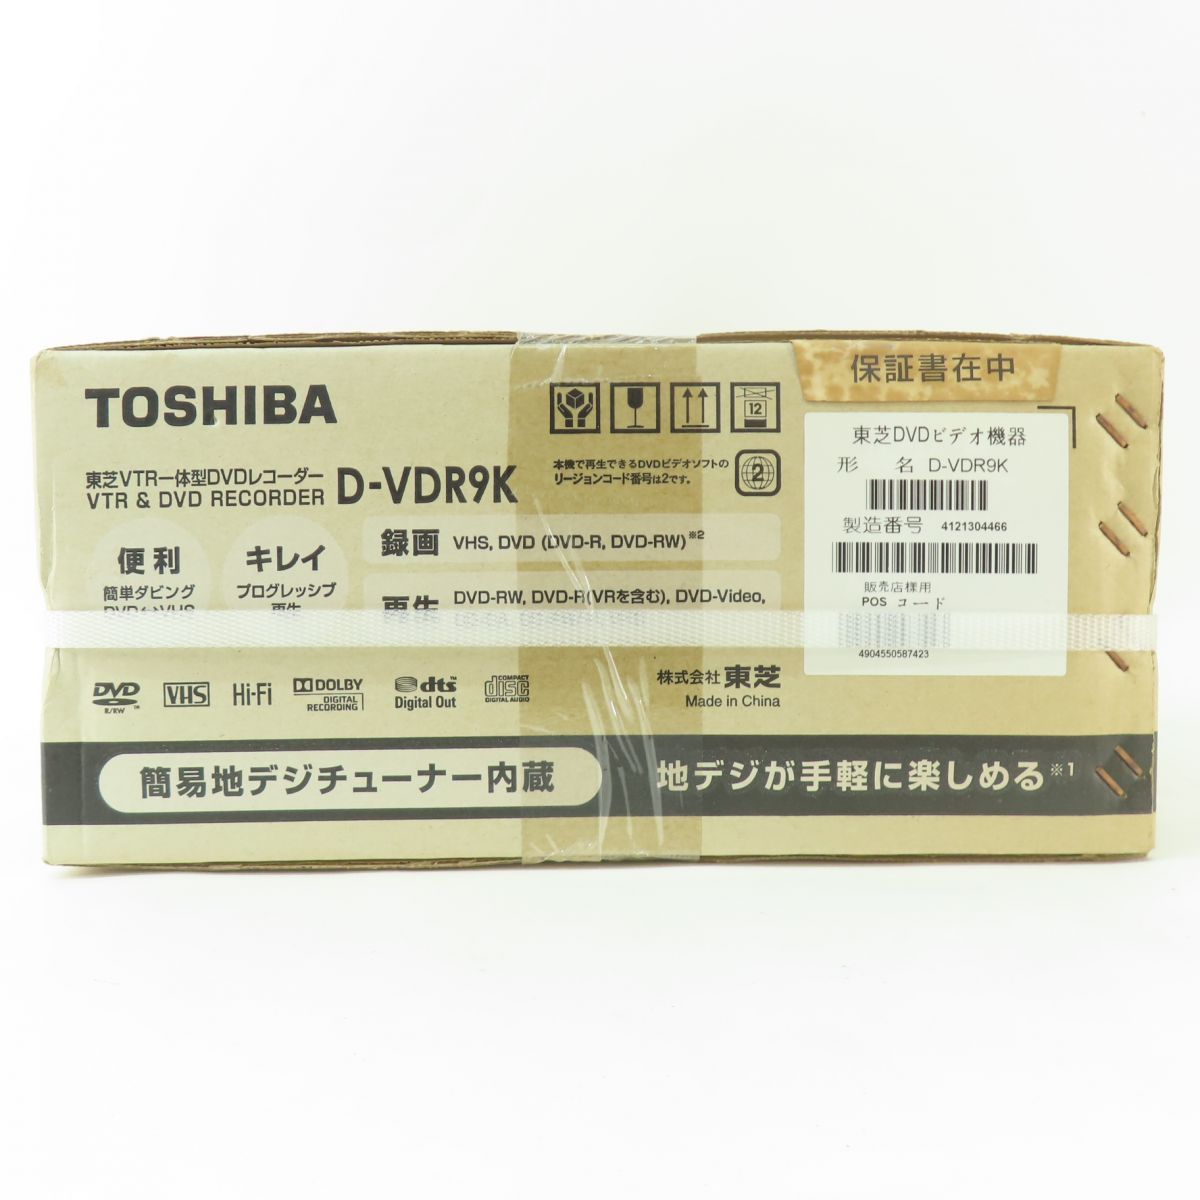 TOSHIBA
東芝VTR一体型DVDレコーダー
VTR & DVD RECORDER
D-VDR9K
12
本機で再生できるDVDビデオソフトの
リージョンコード番号は2です。
2
便利
簡単ダビング
DVD↔VHS
キレイ
プログレッシブ
再生
録画 VHS, DVD (DVD-R, DVD-RW)※2
再生 DVD-RW, DVD-R(VRを含む), DVD-Video,
DVD R/RW™
VHS
Hi-Fi
DOLBY DIGITAL RECORDING
dts™ Digital Out
COMPACT disc DIGITAL AUDIO
株式会社 東芝
Made in China
保証書在中
東芝DVDビデオ機器
形 名 D-VDR9K
製造番号 4121304466
販売店様用
POS コード
4904550587423
簡易地デジチューナー内蔵
地デジが手軽に楽しめる※1